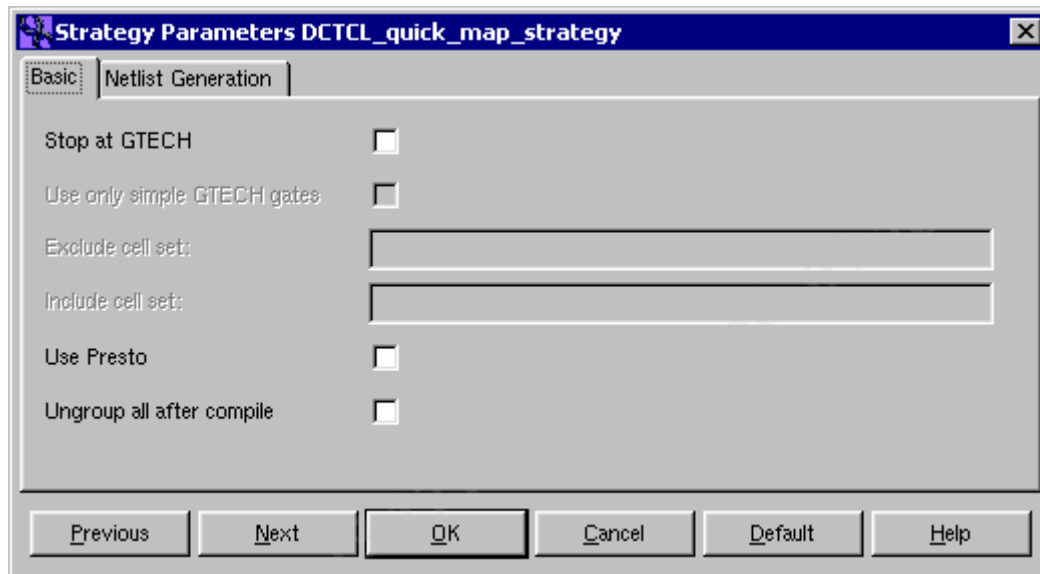 Strategy Parameters DCTCL_quick_map_strategy
Basic Netlist Generation
Stop at GTECH
Use only simple GTECH gates
Exclude cell set:
Include cell set:
Use Presto
Ungroup all after compile
Previous Next OK Cancel Default Help